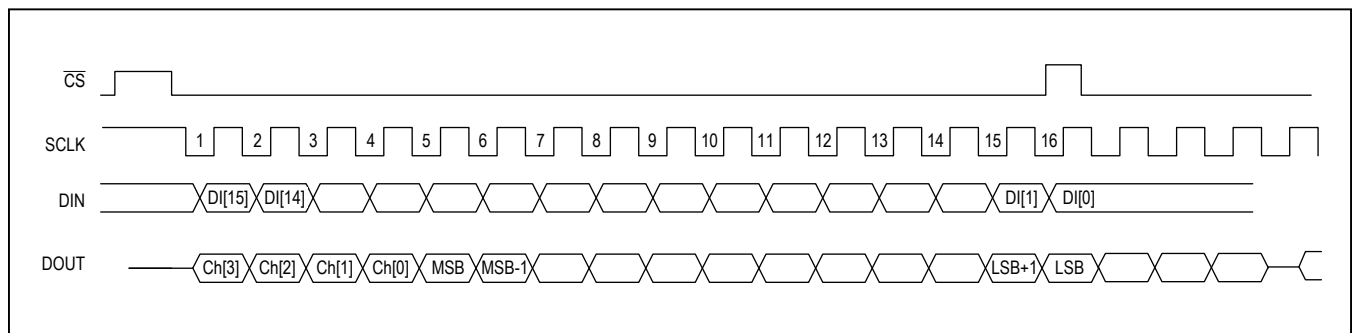 CS
SCLK 1 2 3 4 5 6 7 8 9 10 11 12 13 14 15 16
DIN DI[15] DI[14] DI[1] DI[0]
DOUT Ch[3] Ch[2] Ch[1] Ch[0] MSB MSB-1 LSB+1 LSB